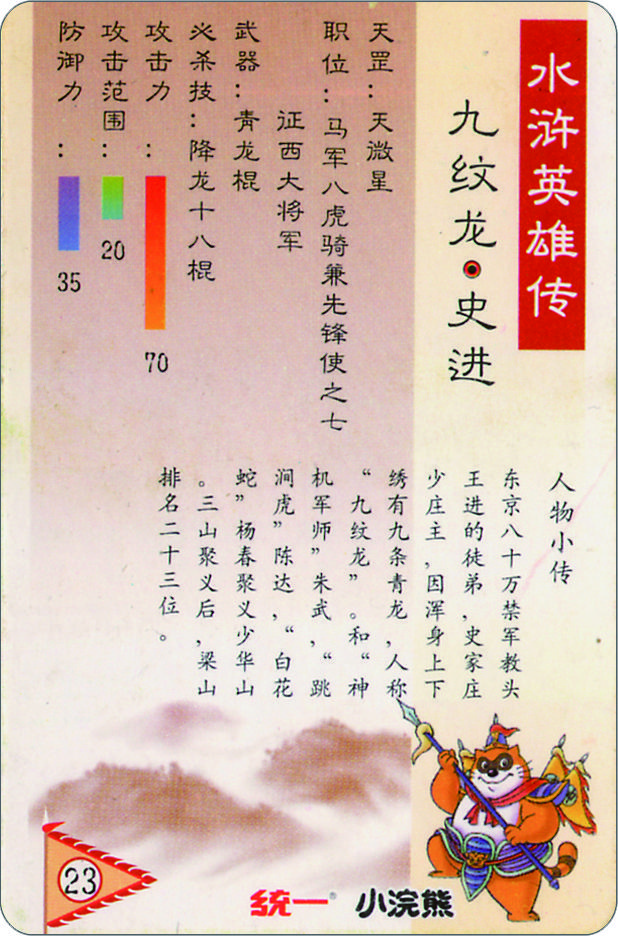 水浒英雄传
九纹龙·史进
天罡：天微星
职位：马军八虎骑兼先锋使之七
征西大将军
武器：青龙棍
必杀技：降龙十八棍
攻击力：
70
攻击范围：
20
防御力：
35
人物小传
东京八十万禁军教头
王进的徒弟，史家庄
少庄主，因浑身上下
绣有九条青龙，人称
“九纹龙”。和“神
机军师”朱武，“跳
涧虎”陈达，“白花
蛇”杨春聚义少华山
。三山聚义后，梁山
排名二十三位。
23
统一® 小浣熊